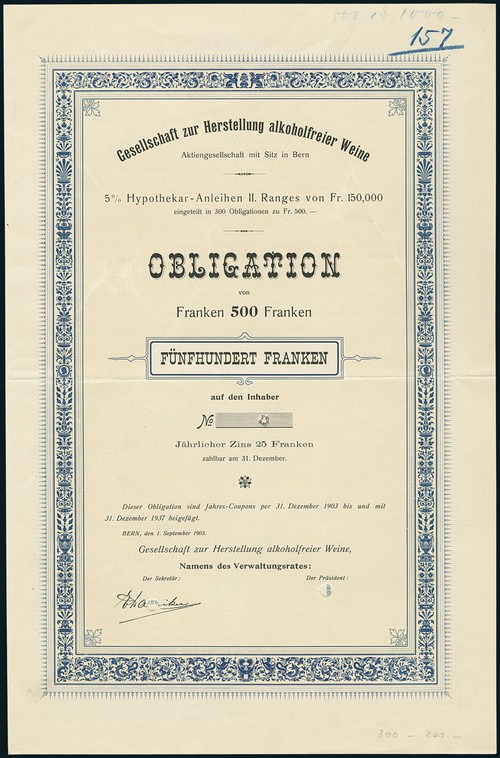 157
Gesellschaft zur Herstellung alkoholfreier Weine
Aktiengesellschaft mit Sitz in Bern
5% Hypothekar-Anleihen II. Ranges von Fr. 150,000
eingeteilt in 300 Obligationen zu Fr. 500. —
OBLIGATION
von
Franken 500 Franken
FÜNFHUNDERT FRANKEN
auf den Inhaber
No
Jährlicher Zins 25 Franken
zahlbar am 31. Dezember.
Dieser Obligation sind Jahres-Coupons per 31. Dezember 1903 bis und mit
31. Dezember 1937 beigefügt.
BERN, den 1. September 1903.
Gesellschaft zur Herstellung alkoholfreier Weine,
Namens des Verwaltungsrates:
Der Sekretär: Der Präsident:
300 — 240.—